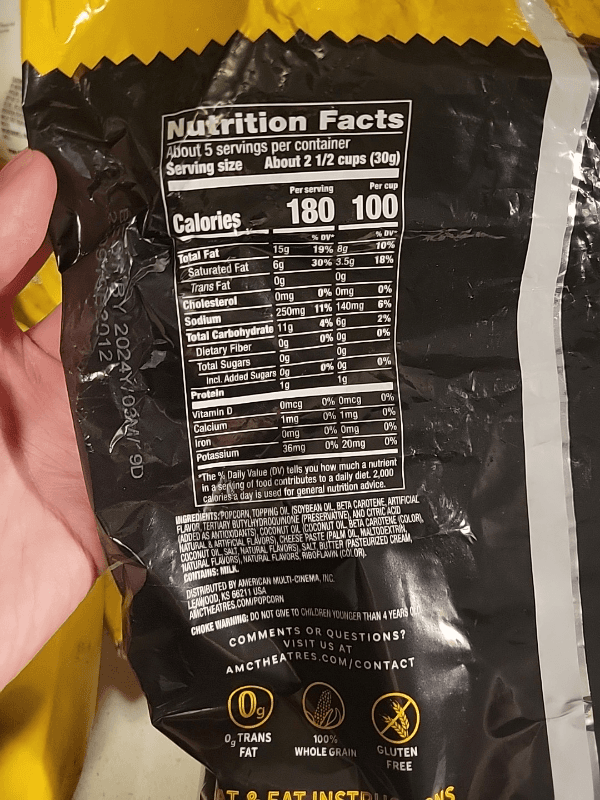 Nutrition Facts
About 5 servings per container
Serving size About 2 1/2 cups (30g)
Per serving Per cup
Calories 180 100
% DV* % DV*
Total Fat 15g 19% 8g 10%
Saturated Fat 6g 30% 3.5g 18%
Trans Fat 0g 0g
Cholesterol 0mg 0% 0mg 0%
Sodium 250mg 11% 140mg 6%
Total Carbohydrate 11g 4% 6g 2%
Dietary Fiber 0g 0% 0g 0%
Total Sugars 0g 0g
Incl. Added Sugars 0g 0% 0g 0%
Protein 1g 1g
Vitamin D 0mcg 0% 0mcg 0%
Calcium 1mg 0% 1mg 0%
Iron 0mg 0% 0mg 0%
Potassium 36mg 0% 20mg 0%
*The % Daily Value (DV) tells you how much a nutrient
in a serving of food contributes to a daily diet. 2,000
calories a day is used for general nutrition advice.
INGREDIENTS: POPCORN, TOPPING OIL (SOYBEAN OIL, BETA CAROTENE, ARTIFICIAL
FLAVOR, TERTIARY BUTYLHYDROQUINONE (PRESERVATIVE), AND CITRIC ACID
(ADDED AS ANTIOXIDANTS), COCONUT OIL (COCONUT OIL, BETA CAROTENE (COLOR),
NATURAL & ARTIFICIAL FLAVORS), CHEESE PASTE (PALM OIL, MALTODEXTRIN,
COCONUT OIL, SALT, NATURAL FLAVORS), SALT, BUTTER (PASTEURIZED CREAM,
NATURAL FLAVORS), NATURAL FLAVORS, RIBOFLAVIN (COLOR).
CONTAINS: MILK.
DISTRIBUTED BY AMERICAN MULTI-CINEMA, INC.
LEAWOOD, KS 66211 USA
AMCTHEATRES.COM/POPCORN
CHOKE WARNING: DO NOT GIVE TO CHILDREN YOUNGER THAN 4 YEARS
COMMENTS OR QUESTIONS?
VISIT US AT
AMCTHEATRES.COM/CONTACT
0g
0g TRANS
FAT
100%
WHOLE GRAIN
GLUTEN
FREE
BY 2024
2012